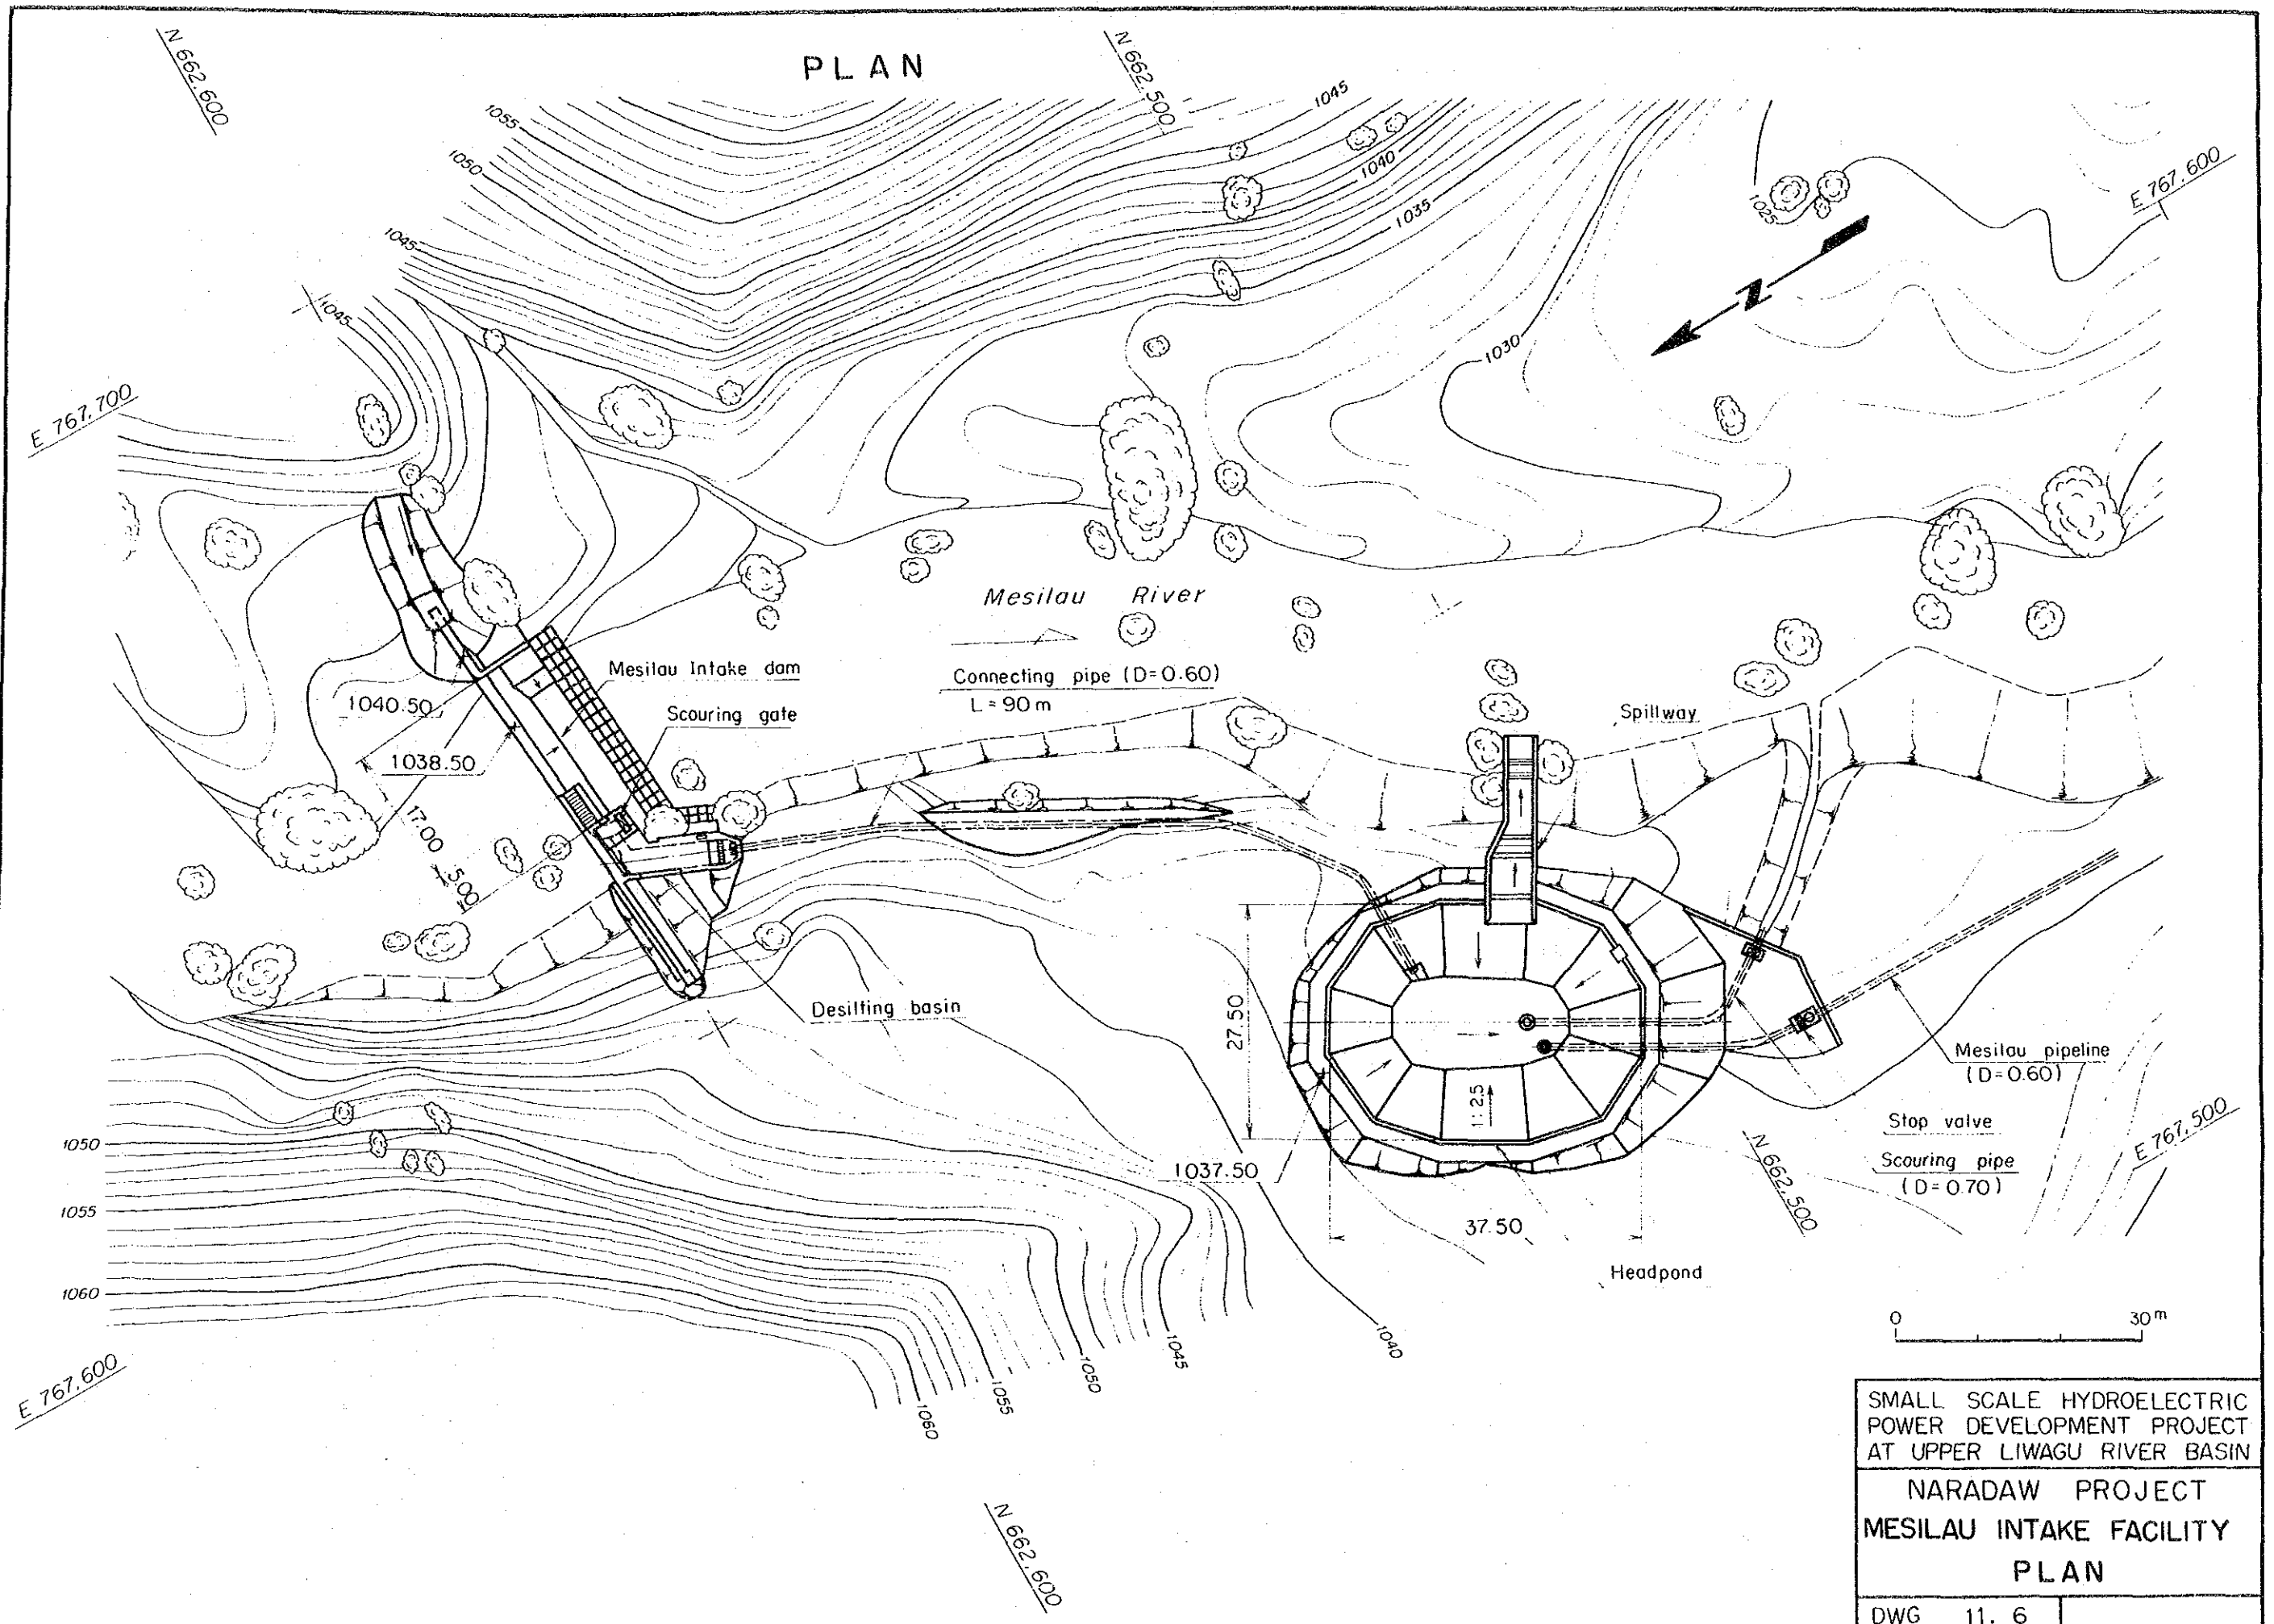 PLAN
N 662,600
N 662,500
1055
1050
1045
1045
1045
1040
1035
1025
E 767,600
1030
E 767,700
Mesilau River
Mesilau Intake dam
Connecting pipe (D=0.60)
L = 90 m
1040.50
Scouring gate
Spillway
1038.50
17.00
5.00
Desilting basin
27.50
1:2.5
Mesilau pipeline
(D=0.60)
Stop valve
Scouring pipe
(D=0.70)
E 767,500
N 662,500
1037.50
37.50
Headpond
1050
1055
1060
1040
1045
1050
1055
1060
E 767,600
N 662,600
0 30 m
SMALL SCALE HYDROELECTRIC
POWER DEVELOPMENT PROJECT
AT UPPER LIWAGU RIVER BASIN
NARADAW PROJECT
MESILAU INTAKE FACILITY
PLAN
DWG 11. 6
N